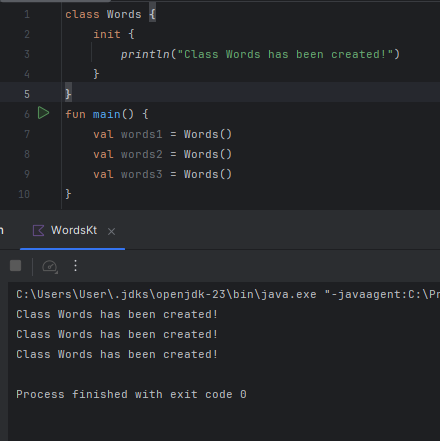 1 class Words {
2 init {
3 println("Class Words has been created!")
4 }
5 }
6 fun main() {
7 val words1 = Words()
8 val words2 = Words()
9 val words3 = Words()
10 }
WordsKt
C:\Users\User\.jdks\openjdk-23\bin\java.exe "-javaagent:C:\Pr
Class Words has been created!
Class Words has been created!
Class Words has been created!
Process finished with exit code 0